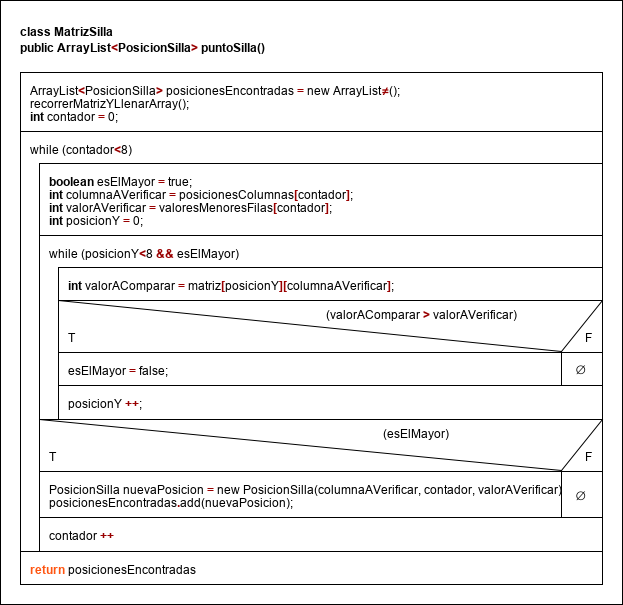 class MatrizSilla
public ArrayList<PosicionSilla> puntoSilla()
ArrayList<PosicionSilla> posicionesEncontradas = new ArrayList≠();
recorrerMatrizYLlenarArray();
int contador = 0;
while (contador<8)
boolean esElMayor = true;
int columnaAVerificar = posicionesColumnas[contador];
int valorAVerificar = valoresMenoresFilas[contador];
int posicionY = 0;
while (posicionY<8 && esElMayor)
int valorAComparar = matriz[posicionY][columnaAVerificar];
(valorAComparar > valorAVerificar)
T F
esElMayor = false; ∅
posicionY ++;
(esElMayor)
T F
PosicionSilla nuevaPosicion = new PosicionSilla(columnaAVerificar, contador, valorAVerificar)
posicionesEncontradas.add(nuevaPosicion); ∅
contador ++
return posicionesEncontradas